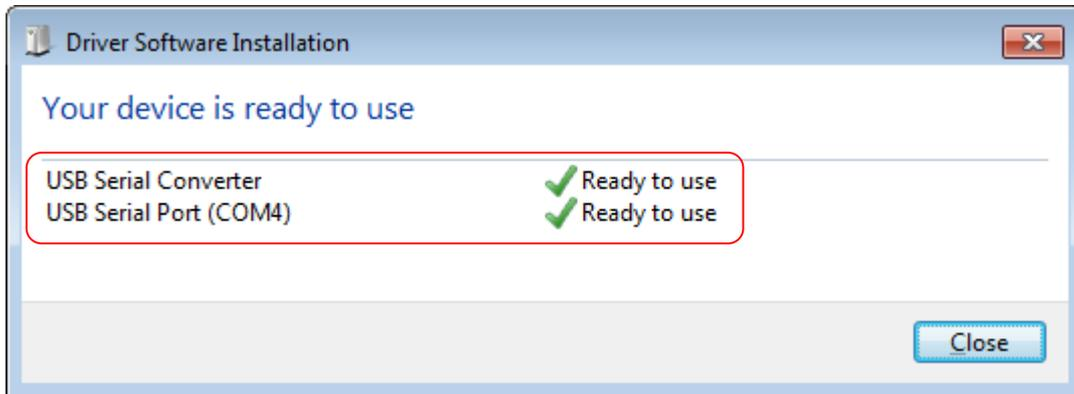 Driver Software Installation
Your device is ready to use
USB Serial Converter Ready to use
USB Serial Port (COM4) Ready to use
Close